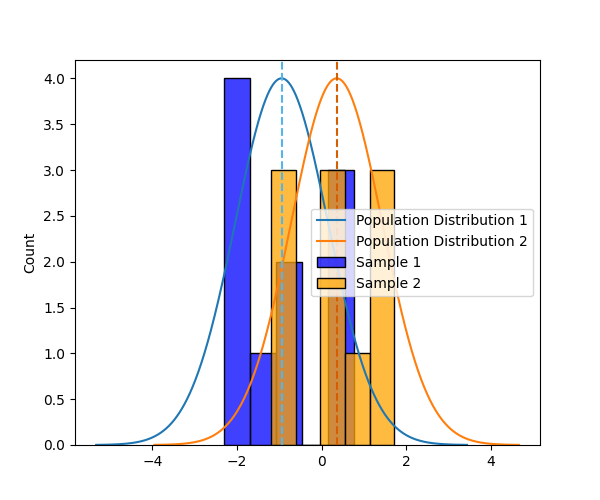 4.0
3.5
3.0
2.5
2.0
1.5
1.0
0.5
0.0
Count
Population Distribution 1
Population Distribution 2
Sample 1
Sample 2
−4 −2 0 2 4